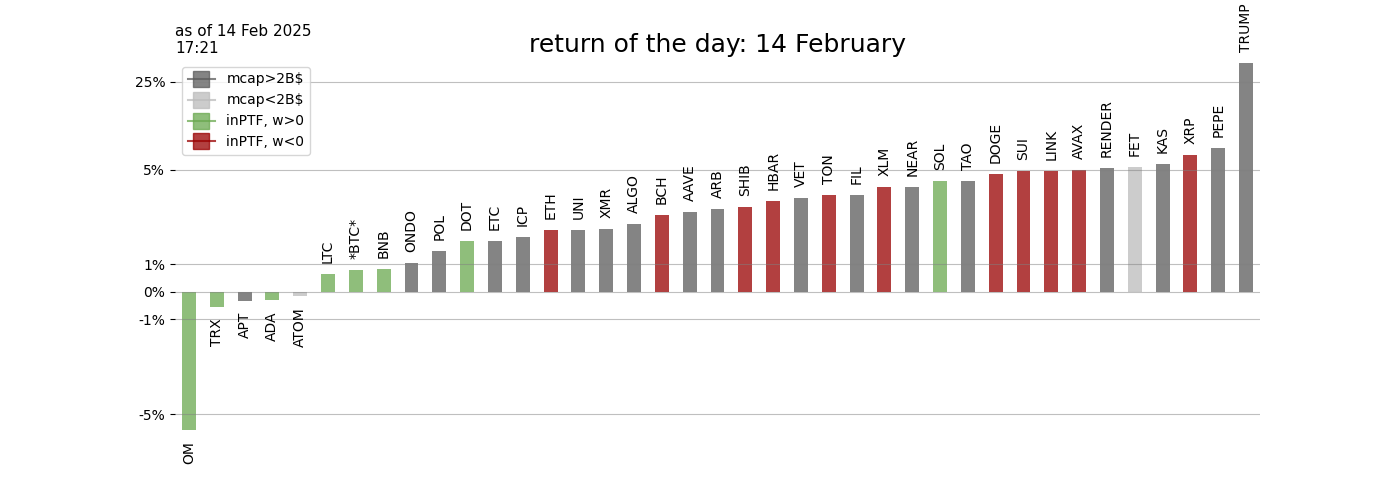 as of 14 Feb 2025
17:21
return of the day: 14 February
mcap>2B$
mcap<2B$
inPTF, w>0
inPTF, w<0
25%
5%
1%
0%
-1%
-5%
OM
TRX
APT
ADA
ATOM
LTC
*BTC*
BNB
ONDO
POL
DOT
ETC
ICP
ETH
UNI
XMR
ALGO
BCH
AAVE
ARB
SHIB
HBAR
VET
TON
FIL
XLM
NEAR
SOL
TAO
DOGE
SUI
LINK
AVAX
RENDER
FET
KAS
XRP
PEPE
TRUMP